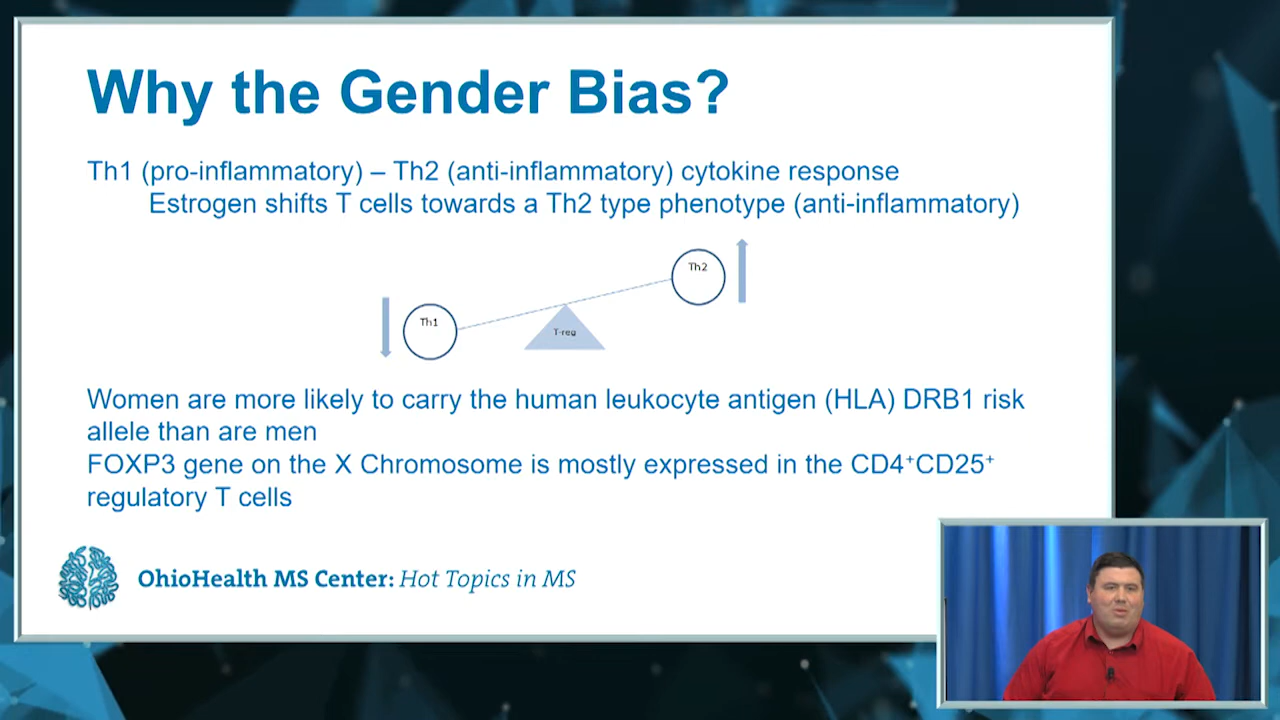 Why the Gender Bias?
Th1 (pro-inflammatory) – Th2 (anti-inflammatory) cytokine response
Estrogen shifts T cells towards a Th2 type phenotype (anti-inflammatory)
Th2
Th1
T-reg
Women are more likely to carry the human leukocyte antigen (HLA) DRB1 risk
allele than are men
FOXP3 gene on the X Chromosome is mostly expressed in the CD4⁺CD25⁺
regulatory T cells
OhioHealth MS Center: Hot Topics in MS